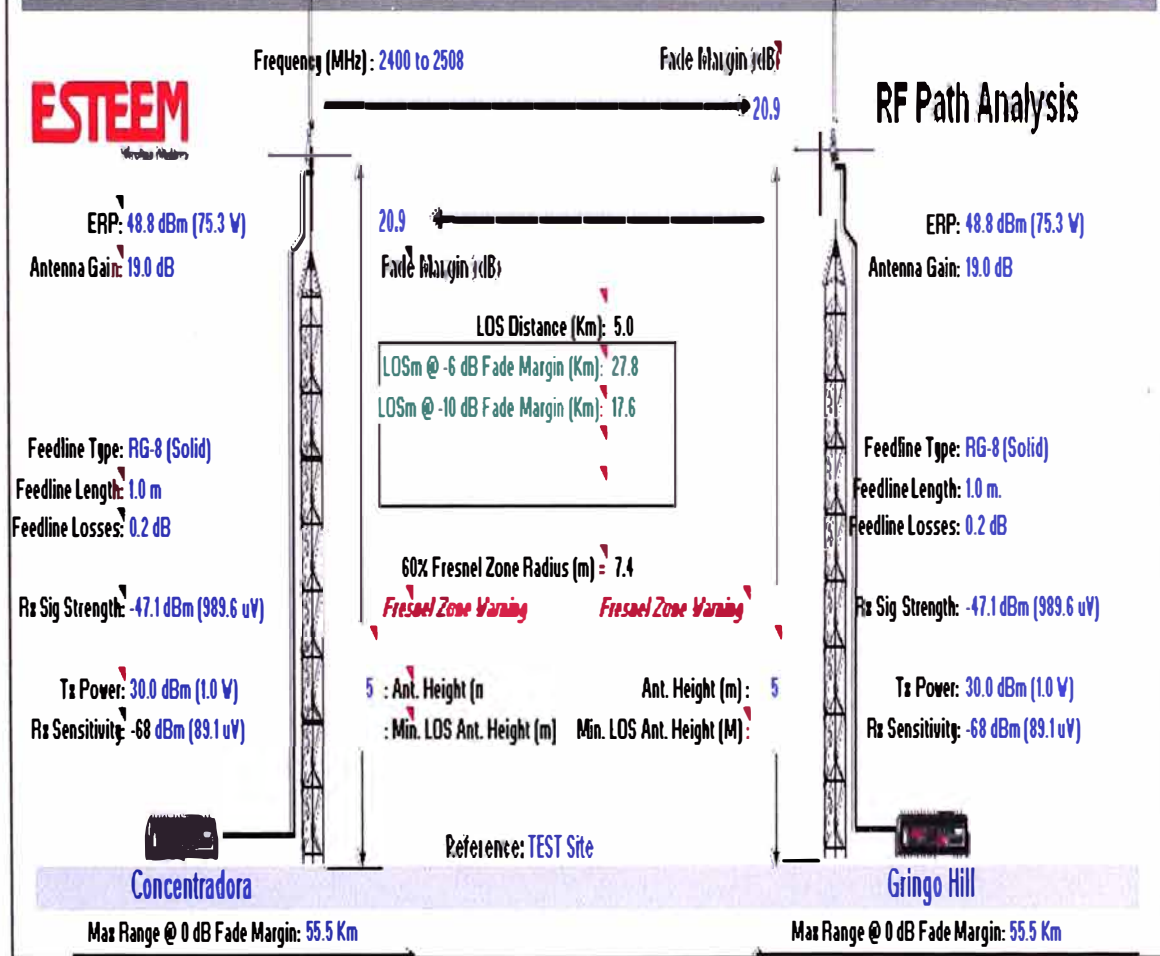 Frequency (MHz) : 2400 to 2508
Fade Margin (dB)
ESTEEM
Wireless Modems
20.9
RF Path Analysis
ERP: 48.8 dBm (75.3 W)
20.9
ERP: 48.8 dBm (75.3 W)
Antenna Gain: 19.0 dB
Fade Margin (dB)
Antenna Gain: 19.0 dB
LOS Distance (Km): 5.0
LOSm @ -6 dB Fade Margin (Km): 27.8
LOSm @ -10 dB Fade Margin (Km): 17.6
Feedline Type: RG-8 (Solid)
Feedline Type: RG-8 (Solid)
Feedline Length: 1.0 m
Feedline Length: 1.0 m.
Feedline Losses: 0.2 dB
Feedline Losses: 0.2 dB
60% Fresnel Zone Radius (m) = 7.4
Rx Sig Strength: -47.1 dBm (989.6 uV)
Fresnel Zone Warning
Fresnel Zone Warning
Rx Sig Strength: -47.1 dBm (989.6 uV)
Tx Power: 30.0 dBm (1.0 W)
5 : Ant. Height (m
Ant. Height (m) : 5
Tx Power: 30.0 dBm (1.0 W)
Rx Sensitivity: -68 dBm (89.1 uV)
: Min. LOS Ant. Height (m)
Min. LOS Ant. Height (M) :
Rx Sensitivity: -68 dBm (89.1 uV)
Reference: TEST Site
Concentradora
Gringo Hill
Max Range @ 0 dB Fade Margin: 55.5 Km
Max Range @ 0 dB Fade Margin: 55.5 Km